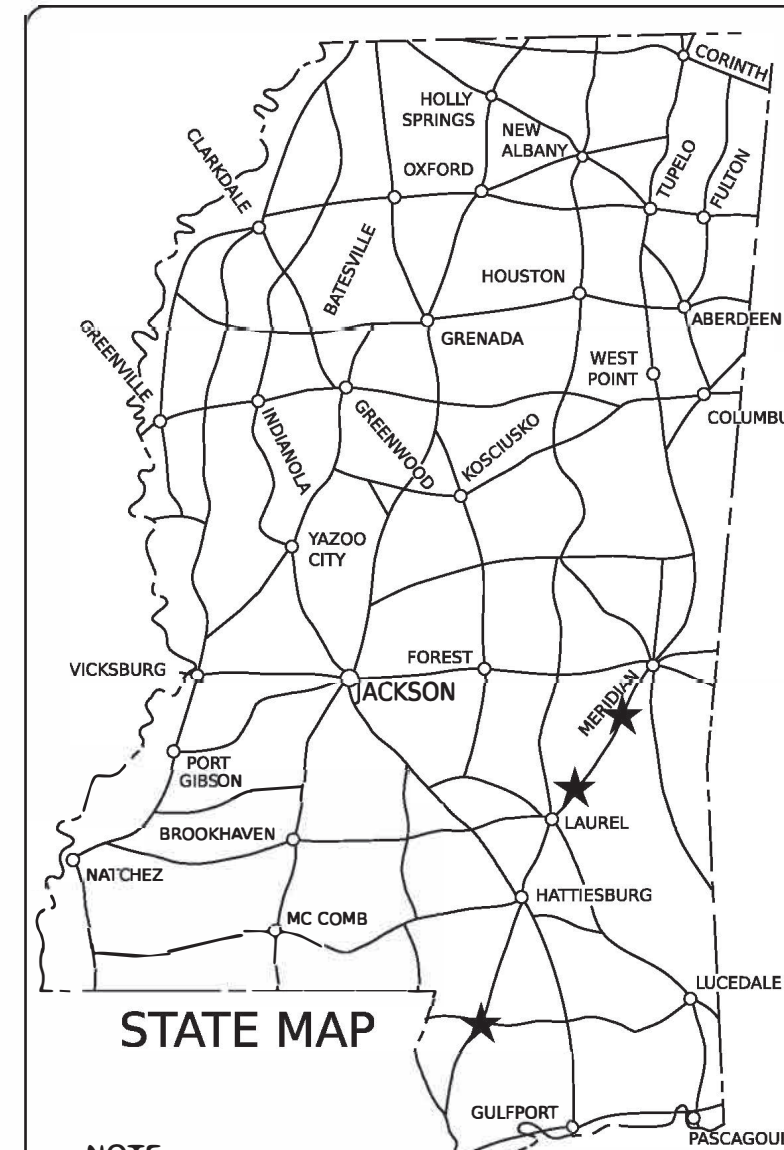 CORINTH
HOLLY
SPRINGS
NEW
ALBANY
CLARKDALE
OXFORD
TUPELO
FULTON
BATESVILLE
HOUSTON
ABERDEEN
GREENVILLE
GRENADA
WEST
POINT
COLUMBU
INDIANOLA
GREENWOOD
KOSCIUSKO
YAZOO
CITY
VICKSBURG
FOREST
JACKSON
MERIDIAN
PORT
GIBSON
LAUREL
BROOKHAVEN
NATCHEZ
HATTIESBURG
MC COMB
LUCEDALE
STATE MAP
GULFPORT
PASCAGOUL
NOTE